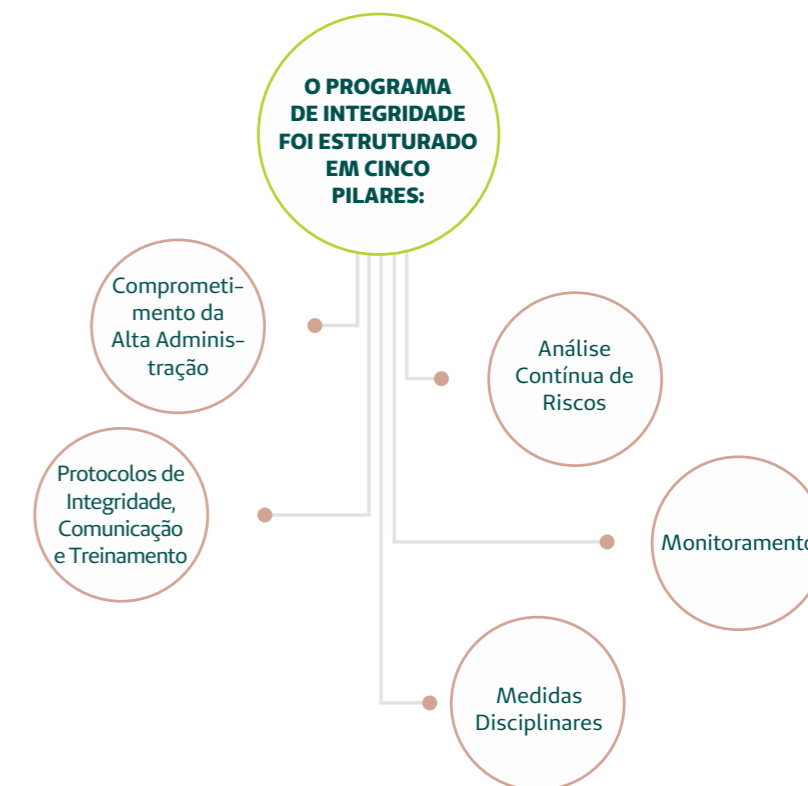 O PROGRAMA
DE INTEGRIDADE
FOI ESTRUTURADO
EM CINCO
PILARES:
Comprometi-
mento da
Alta Adminis-
tração
Análise
Contínua de
Riscos
Protocolos de
Integridade,
Comunicação
e Treinamento
Monitoramento
Medidas
Disciplinares